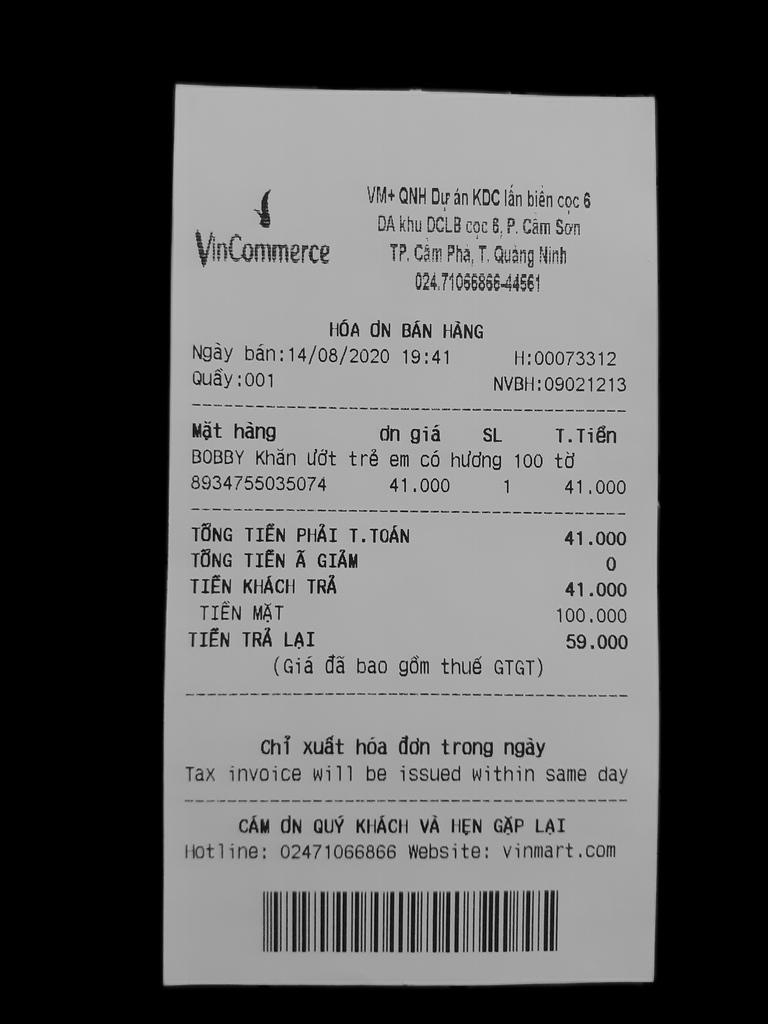 VinCommerce
VM+ QNH Dự án KDC lấn biển cọc 6
DA khu DCLB cọc 6, P. Cẩm Sơn
TP. Cẩm Phả, T. Quảng Ninh
024.71066866-44561
HÓA ƠN BÁN HÀNG
Ngày bán:14/08/2020 19:41 H:00073312
Quầy:001 NVBH:09021213
Mặt hàng ơn giá SL T.Tiền
BOBBY Khăn ướt trẻ em có hương 100 tờ
8934755035074 41.000 1 41.000
TỔNG TIỀN PHẢI T.TOÁN 41.000
TỔNG TIỀN Ã GIẢM 0
TIỀN KHÁCH TRẢ 41.000
TIỀN MẶT 100.000
TIỀN TRẢ LẠI 59.000
(Giá đã bao gồm thuế GTGT)
Chỉ xuất hóa đơn trong ngày
Tax invoice will be issued within same day
CÁM ƠN QUÝ KHÁCH VÀ HẸN GẶP LẠI
Hotline: 02471066866 Website: vinmart.com